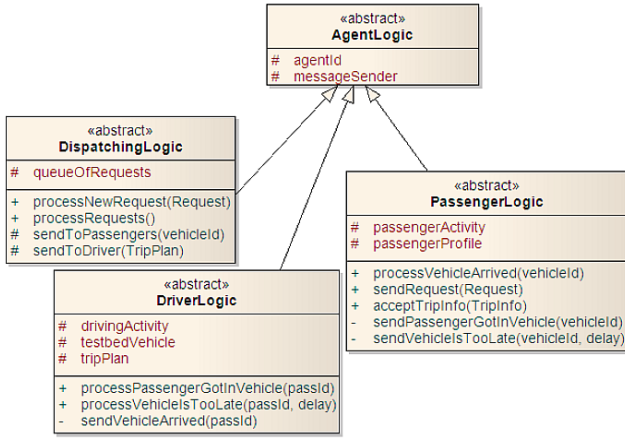 «abstract»
AgentLogic
# agentId
# messageSender
«abstract»
DispatchingLogic
# queueOfRequests
+ processNewRequest(Request)
+ processRequests()
# sendToPassengers(vehicleId)
# sendToDriver(TripPlan)
«abstract»
PassengerLogic
# passengerActivity
# passengerProfile
+ processVehicleArrived(vehicleId)
+ sendRequest(Request)
+ acceptTripInfo(TripInfo)
- sendPassengerGotInVehicle(vehicleId)
- sendVehicleIsTooLate(vehicleId, delay)
«abstract»
DriverLogic
# drivingActivity
# testbedVehicle
# tripPlan
+ processPassengerGotInVehicle(passId)
+ processVehicleIsTooLate(passId, delay)
- sendVehicleArrived(passId)